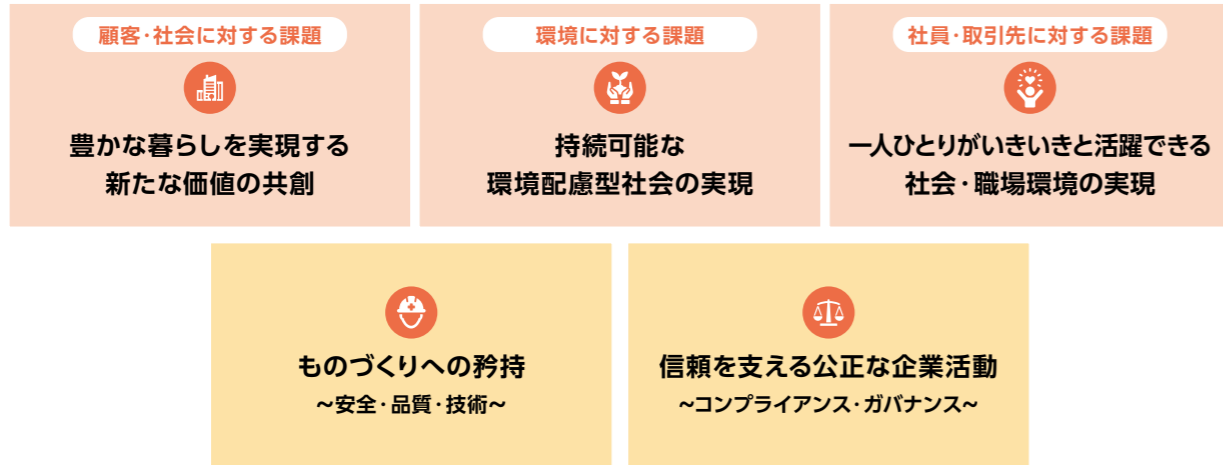 顧客・社会に対する課題
豊かな暮らしを実現する
新たな価値の共創
環境に対する課題
持続可能な
環境配慮型社会の実現
社員・取引先に対する課題
一人ひとりがいきいきと活躍できる
社会・職場環境の実現
ものづくりへの矜持
~安全・品質・技術~
信頼を支える公正な企業活動
~コンプライアンス・ガバナンス~